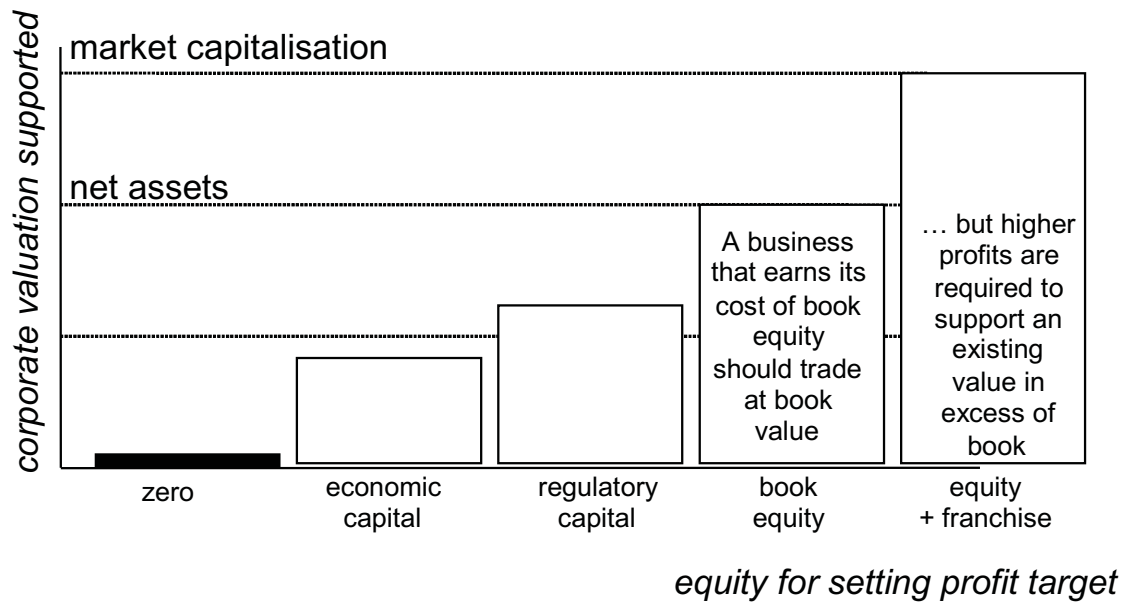 corporate valuation supported
market capitalisation
net assets
A business
that earns its
cost of book
equity
should trade
at book
value
… but higher
profits are
required to
support an
existing
value in
excess of
book
zero
economic
capital
regulatory
capital
book
equity
equity
+ franchise
equity for setting profit target